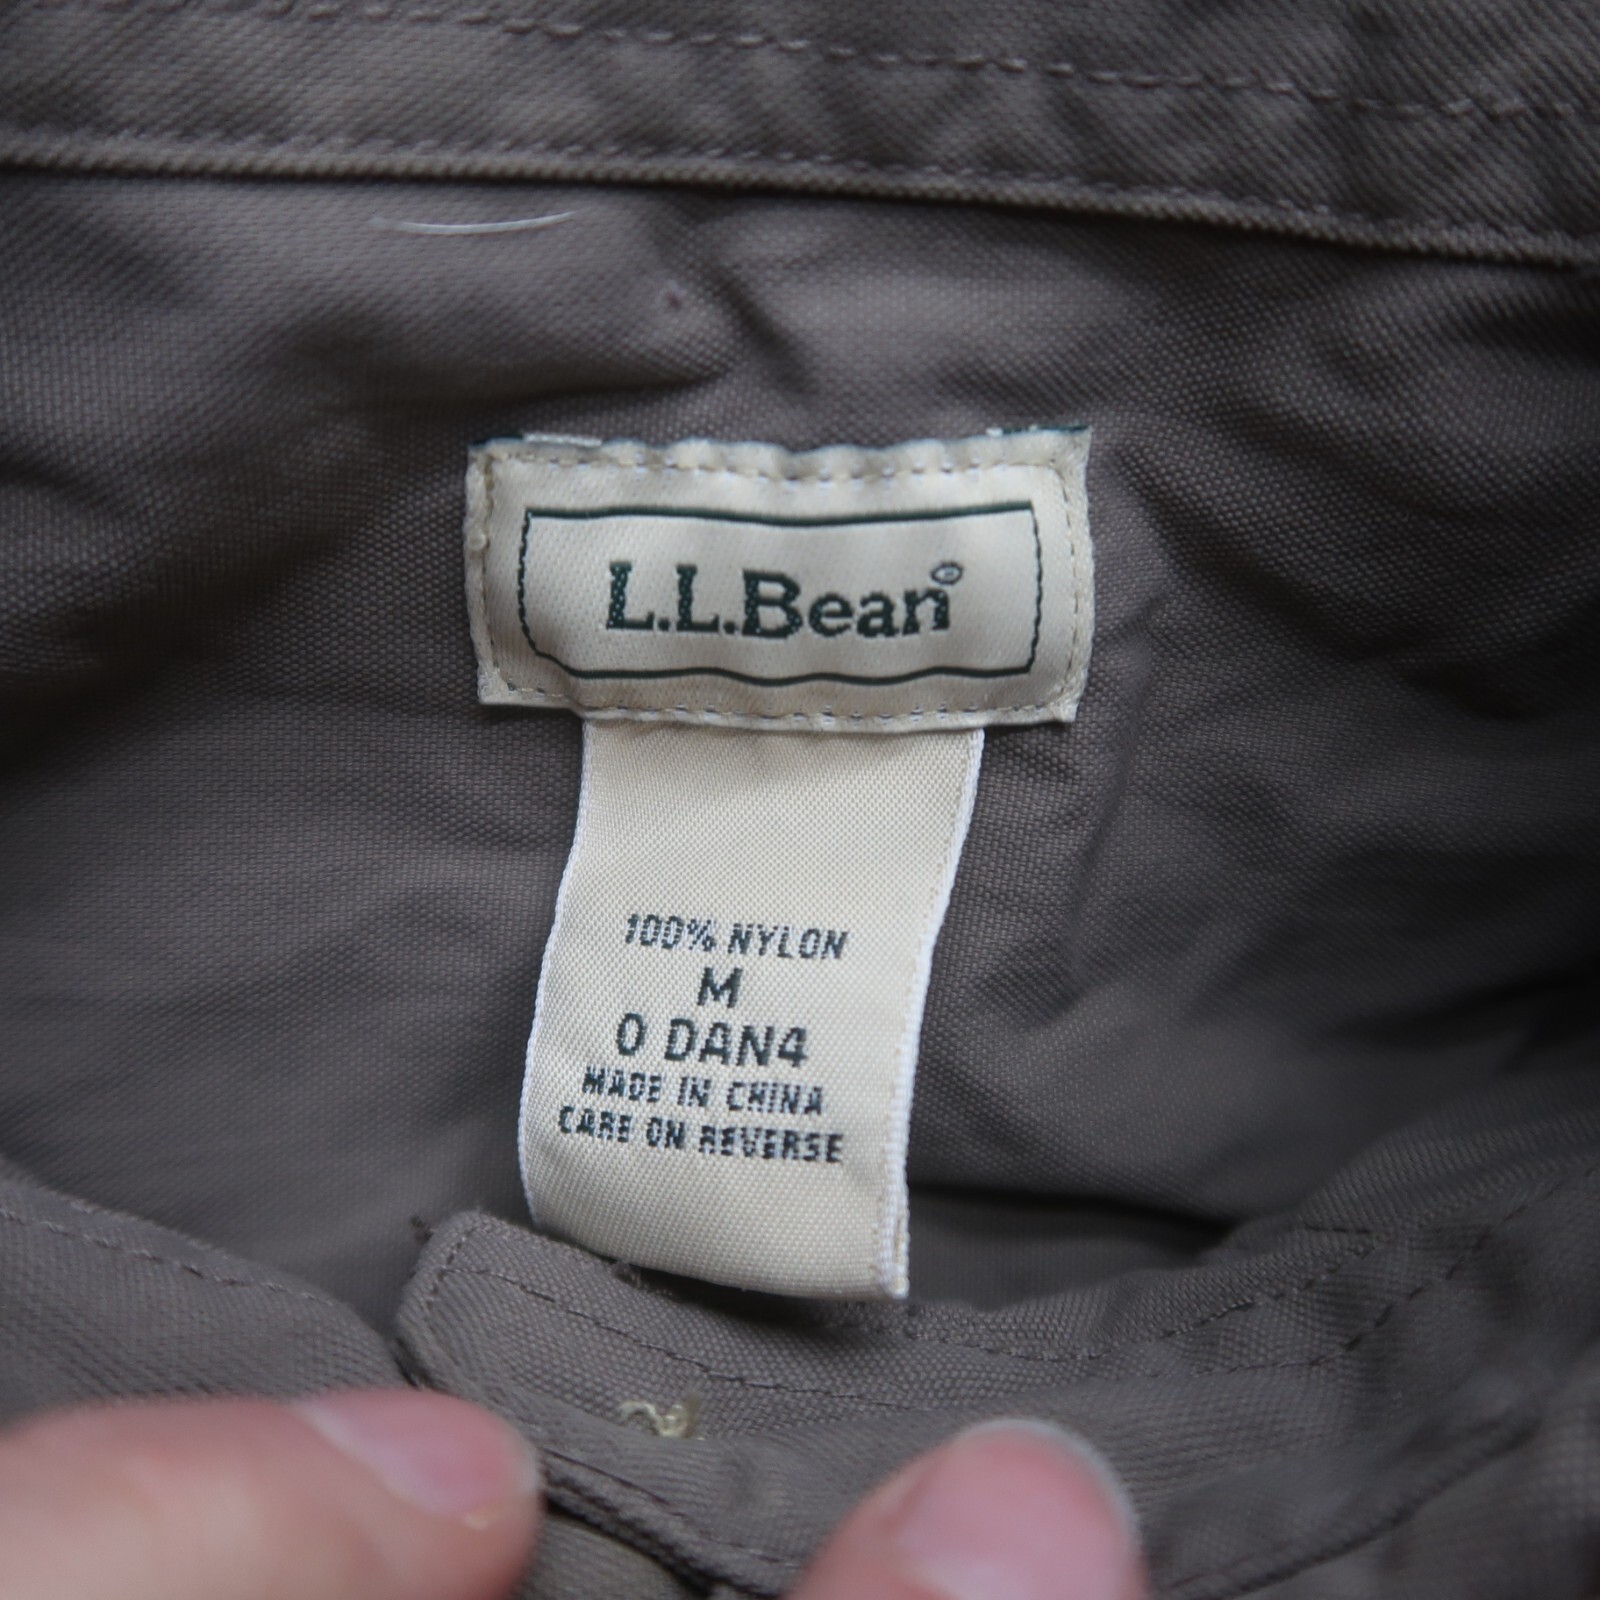 L.L.Bean®
100% NYLON
M
0 DAN4
MADE IN CHINA
CARE ON REVERSE